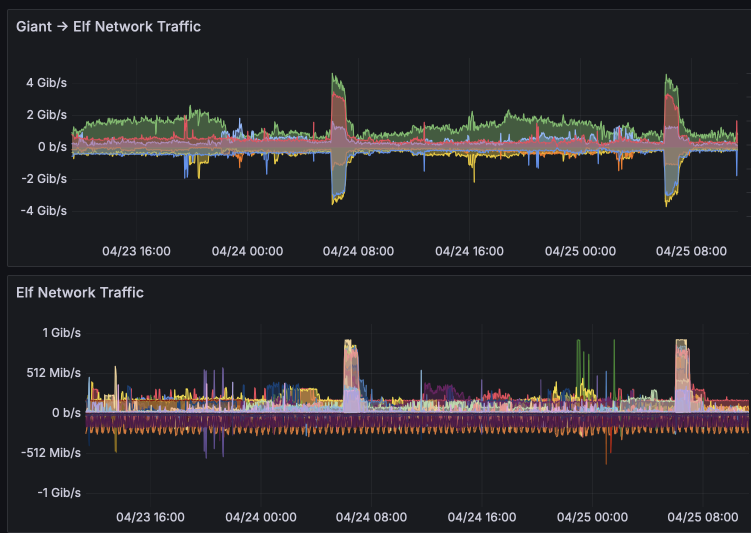 Giant → Elf Network Traffic
4 Gib/s
2 Gib/s
0 b/s
-2 Gib/s
-4 Gib/s
04/23 16:00 04/24 00:00 04/24 08:00 04/24 16:00 04/25 00:00 04/25 08:00
Elf Network Traffic
1 Gib/s
512 Mib/s
0 b/s
-512 Mib/s
-1 Gib/s
04/23 16:00 04/24 00:00 04/24 08:00 04/24 16:00 04/25 00:00 04/25 08:00